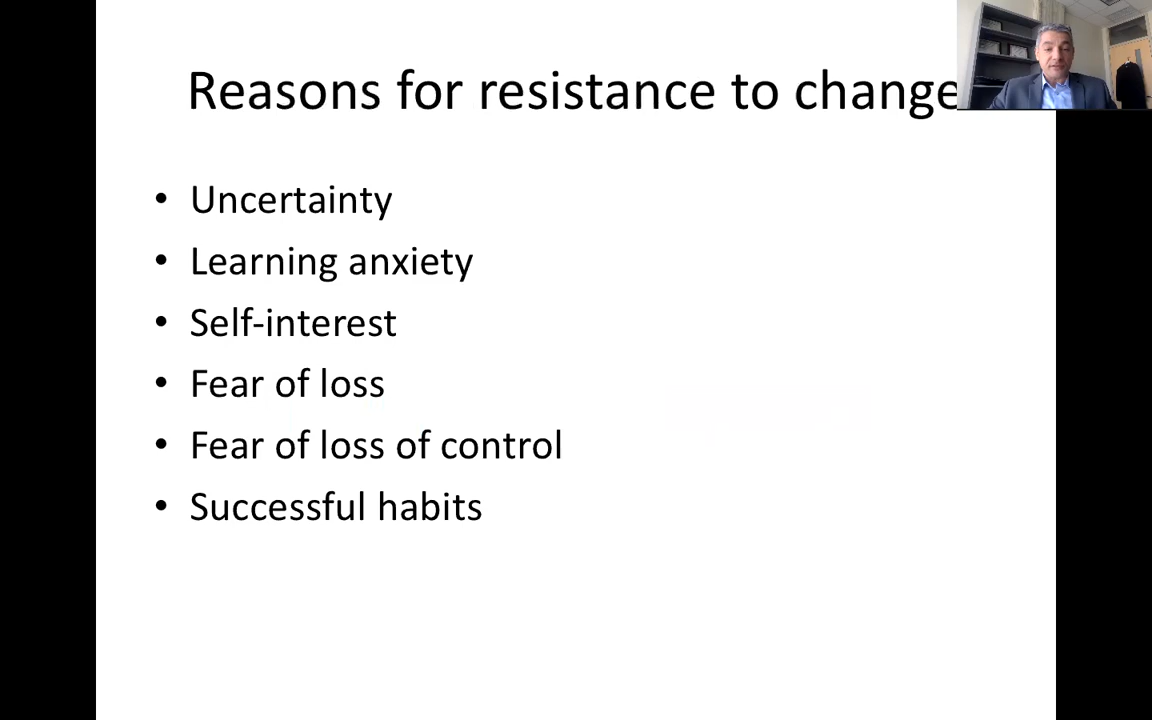 Reasons for resistance to change
• Uncertainty
• Learning anxiety
• Self-interest
• Fear of loss
• Fear of loss of control
• Successful habits